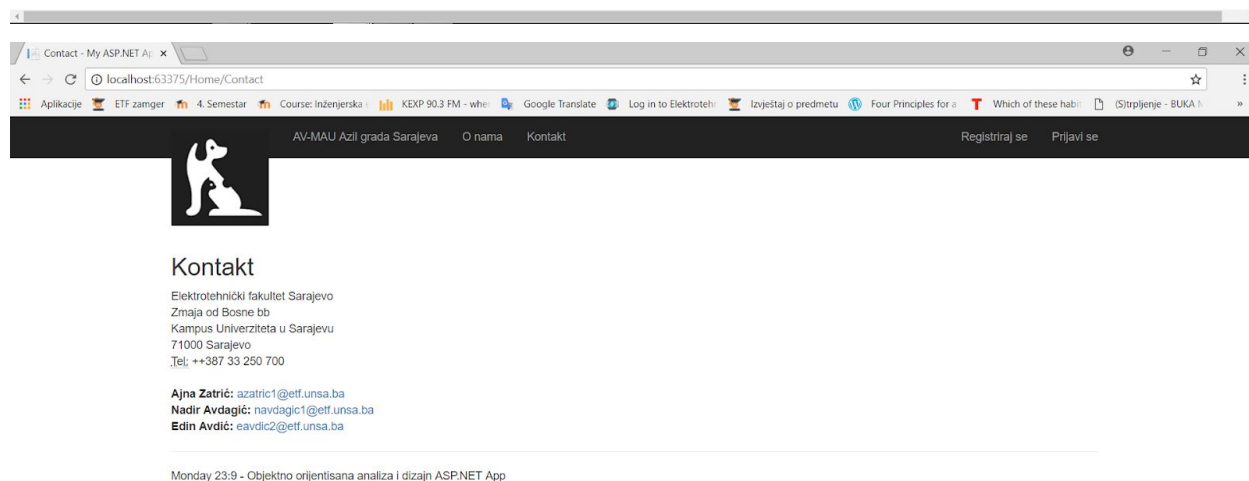 Contact - My ASP.NET Ap
localhost:63375/Home/Contact
Aplikacije ETF zamger 4. Semestar Course: Inženjerska KEXP 90.3 FM - whe Google Translate Log in to Elektroteh Izvještaj o predmetu Four Principles for a Which of these habi (S)trpljenje - BUKA »
AV-MAU Azil grada Sarajeva O nama Kontakt Registriraj se Prijavi se
Kontakt
Elektrotehnički fakultet Sarajevo
Zmaja od Bosne bb
Kampus Univerziteta u Sarajevu
71000 Sarajevo
Tel: ++387 33 250 700
Ajna Zatrić: azatric1@etf.unsa.ba
Nadir Avdagić: navdagic1@etf.unsa.ba
Edin Avdić: eavdic2@etf.unsa.ba
Monday 23:9 - Objektno orijentisana analiza i dizajn ASP.NET App